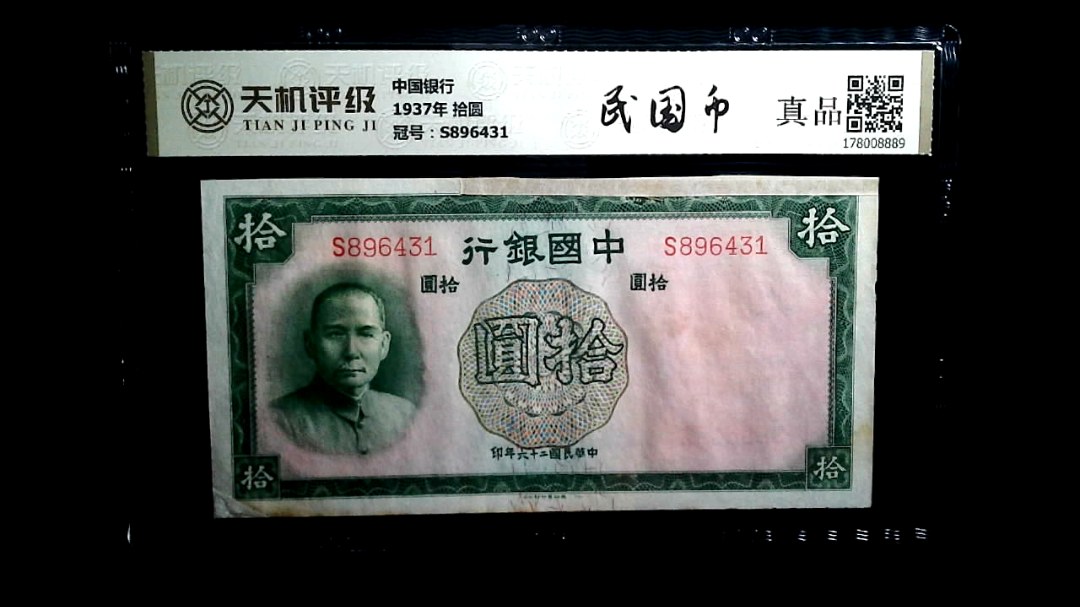 天机评级
TIAN JI PING JI
中国银行
1937年 拾圆
冠号：S896431
民国币
真品
178008889
拾
拾
S896431
行銀國中
S896431
圓拾
圓拾
圓拾
印年六十二國民華中
拾
拾